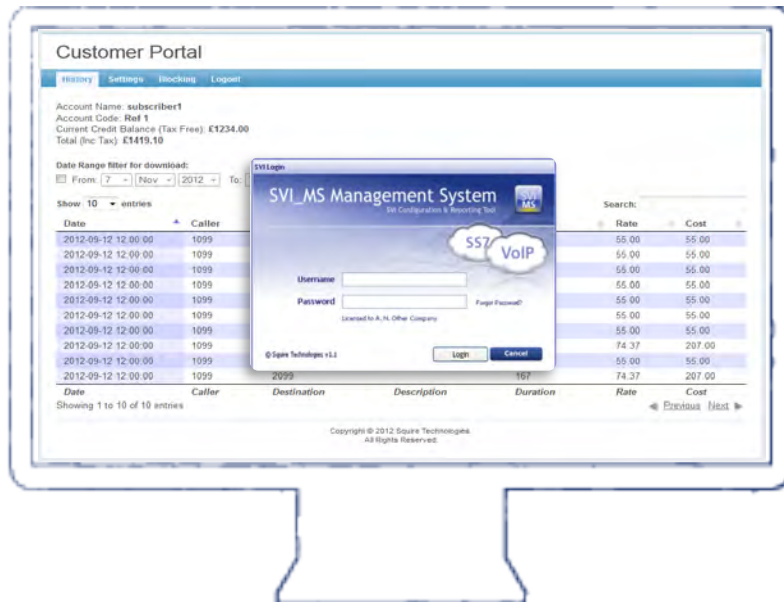 Customer Portal
History Settings Blocking Logout
Account Name: subscriber1
Account Code: Ref 1
Current Credit Balance (Tax Free): £1234.00
Total (Inc Tax): £1419.10
Date Range filter for download:
From: 7 Nov 2012 To:
Show 10 entries Search:
Date Caller Rate Cost
2012-09-12 12:00:00 1099 55.00 55.00
2012-09-12 12:00:00 1099 55.00 55.00
2012-09-12 12:00:00 1099 55.00 55.00
2012-09-12 12:00:00 1099 55.00 55.00
2012-09-12 12:00:00 1099 55.00 55.00
2012-09-12 12:00:00 1099 55.00 55.00
2012-09-12 12:00:00 1099 55.00 55.00
2012-09-12 12:00:00 1099 74.37 207.00
2012-09-12 12:00:00 1099 55.00 55.00
2012-09-12 12:00:00 1099 2099 167 74.37 207.00
Date Caller Destination Description Duration Rate Cost
Showing 1 to 10 of 10 entries Previous Next
Copyright © 2012 Squire Technologies.
All Rights Reserved.
SVI Login
SVI_MS Management System
SVI Configuration & Reporting Tool
SVI
MS
SS7
VoIP
Username
Password Forgot Password?
Licensed to A. N. Other Company
© Squire Technologies v1.1 Login Cancel